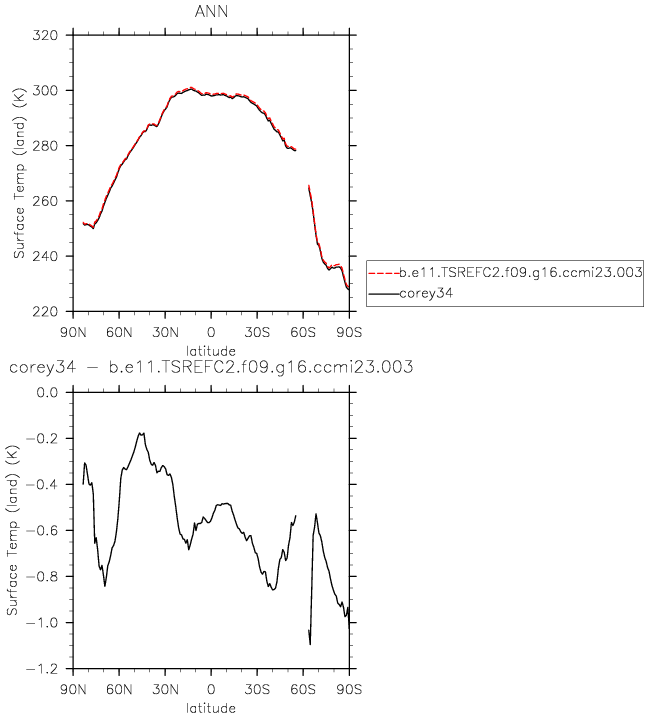 ANN
320
300
280
260
240
220
Surface Temp (land) (K)
90N 60N 30N 0 30S 60S 90S
latitude
b.e11.TSREFC2.f09.g16.ccmi23.003
corey34
corey34 − b.e11.TSREFC2.f09.g16.ccmi23.003
0.0
−0.2
−0.4
−0.6
−0.8
−1.0
−1.2
Surface Temp (land) (K)
90N 60N 30N 0 30S 60S 90S
latitude